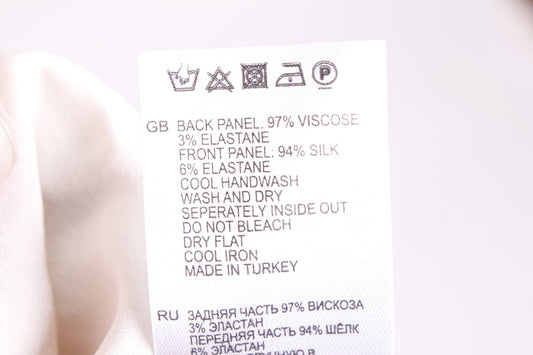 GB BACK PANEL: 97% VISCOSE
3% ELASTANE
FRONT PANEL: 94% SILK
6% ELASTANE
COOL HANDWASH
WASH AND DRY
SEPERATELY INSIDE OUT
DO NOT BLEACH
DRY FLAT
COOL IRON
MADE IN TURKEY
RU ЗАДНЯЯ ЧАСТЬ 97% ВИСКОЗА
3% ЭЛАСТАН
ПЕРЕДНЯЯ ЧАСТЬ 94% ШЁЛК
6% ЭЛАСТАН